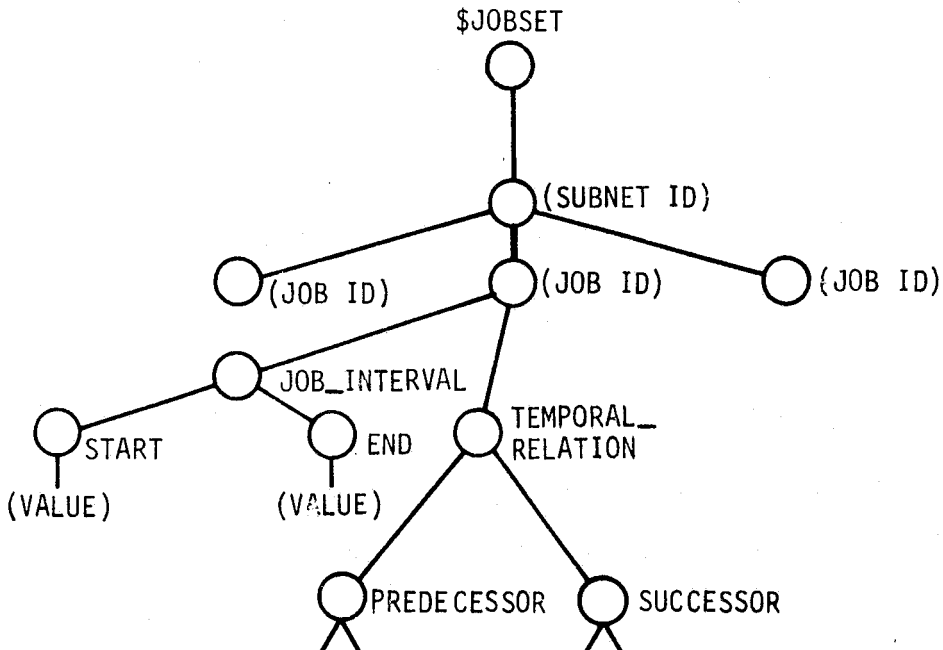 $JOBSET
(SUBNET ID)
(JOB ID)
(JOB ID)
(JOB ID)
JOB_INTERVAL
START
END
TEMPORAL_
RELATION
(VALUE)
(VALUE)
PREDECESSOR
SUCCESSOR